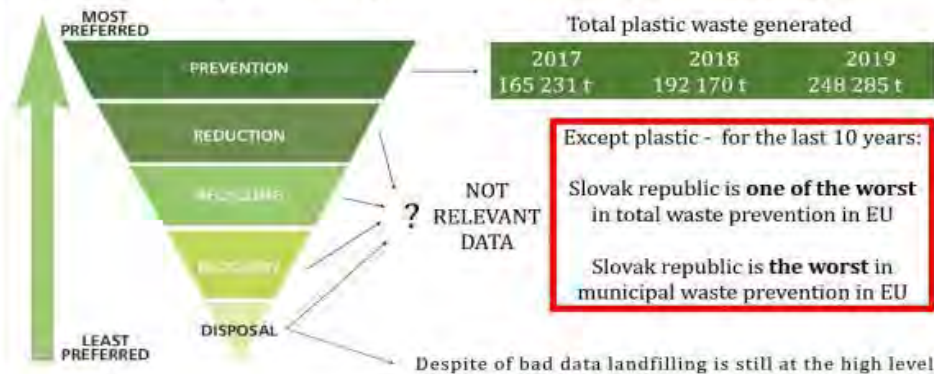 MOST
PREFERRED
PREVENTION
REDUCTION
RECYCLING
RECOVERY
DISPOSAL
LEAST
PREFERRED
Total plastic waste generated
2017 2018 2019
165 231 t 192 170 t 248 285 t
?
NOT
RELEVANT
DATA
Except plastic - for the last 10 years:
Slovak republic is one of the worst
in total waste prevention in EU
Slovak republic is the worst in
municipal waste prevention in EU
Despite of bad data landfilling is still at the high level